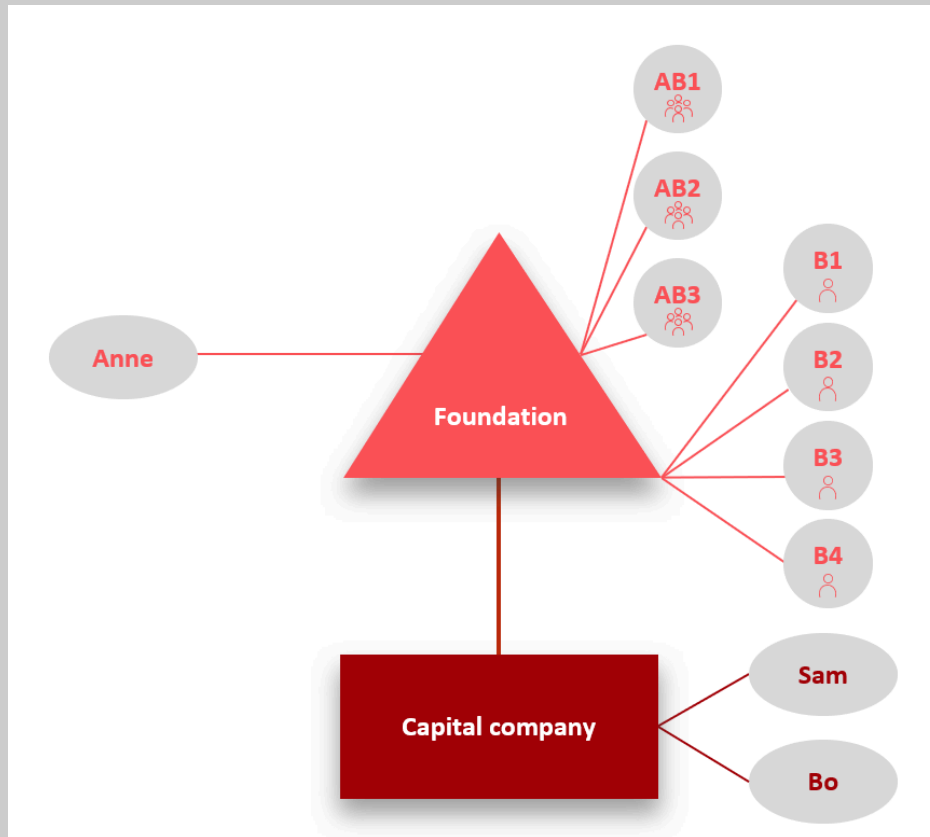 AB1
AB2
AB3
B1
B2
B3
B4
Anne
Foundation
Capital company
Sam
Bo